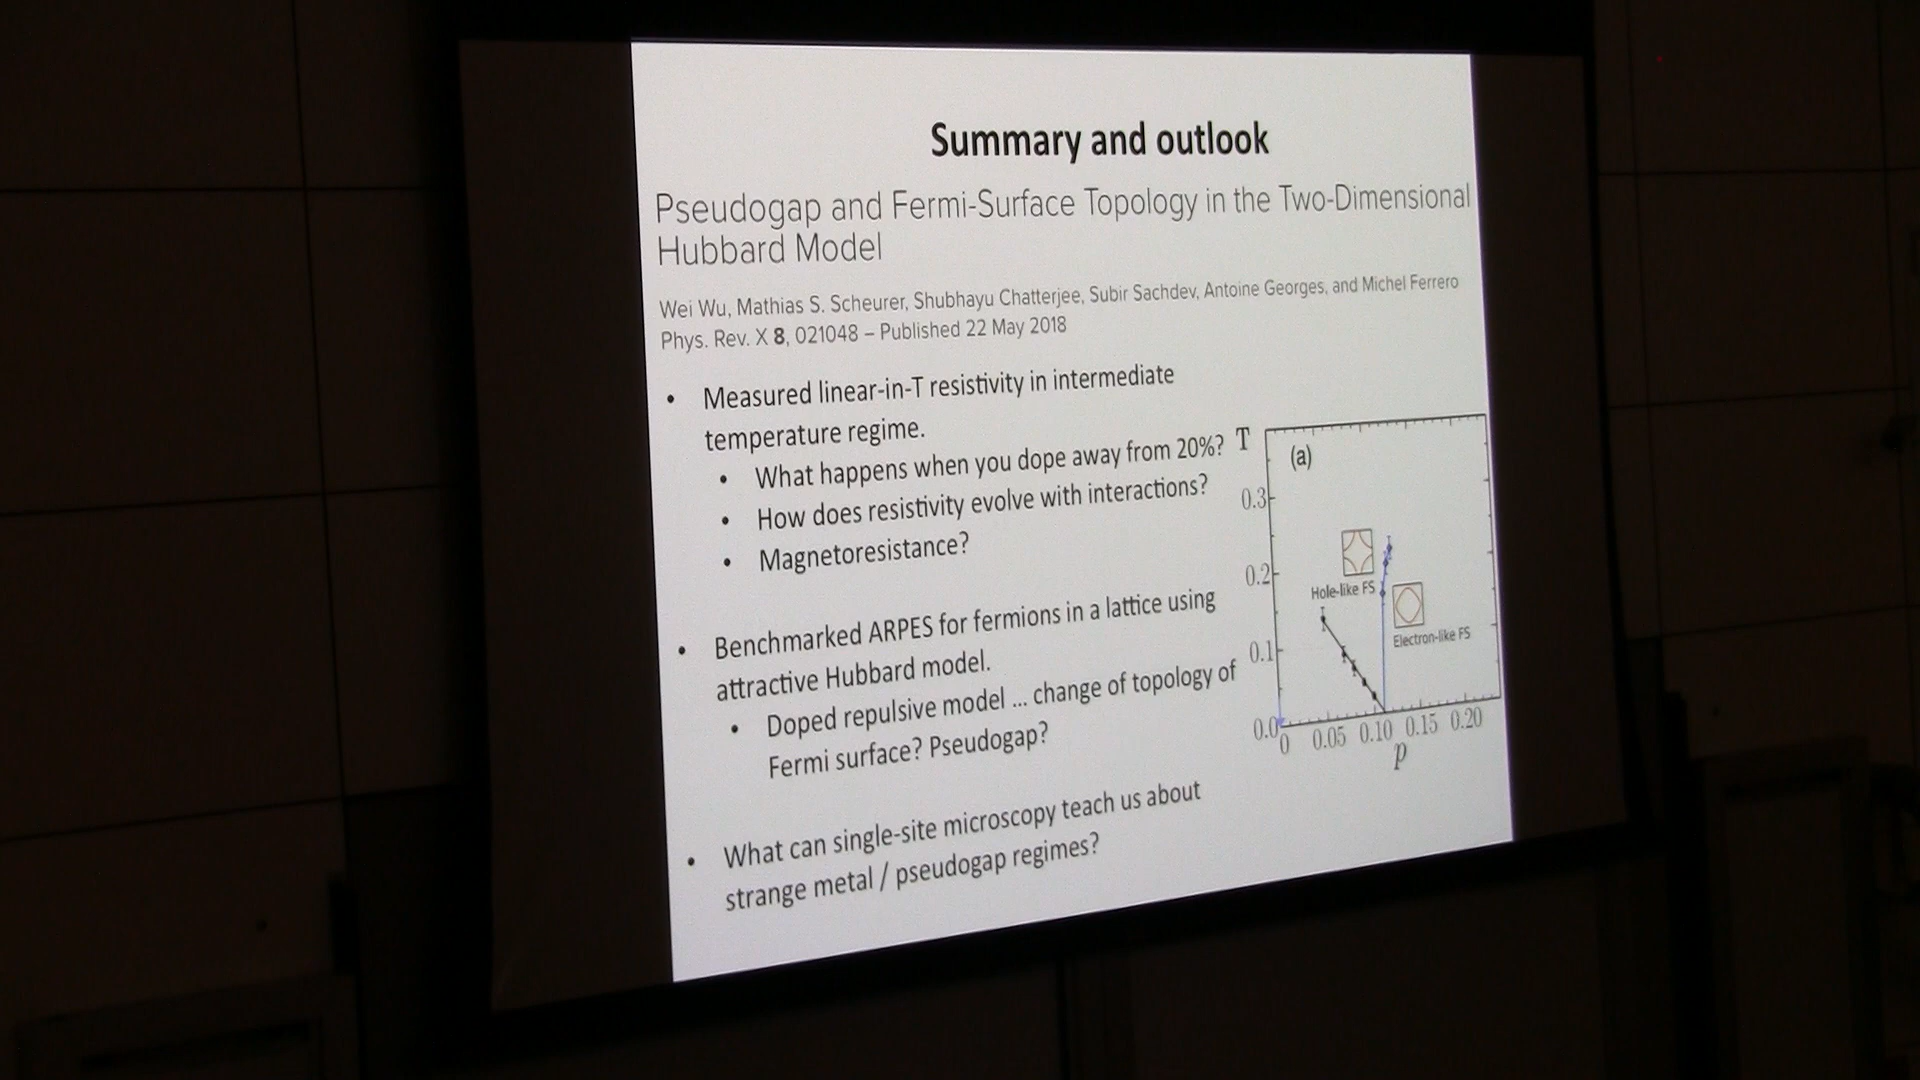 Summary and outlook
Pseudogap and Fermi-Surface Topology in the Two-Dimensional
Hubbard Model
Wei Wu, Mathias S. Scheurer, Shubhayu Chatterjee, Subir Sachdev, Antoine Georges, and Michel Ferrero
Phys. Rev. X 8, 021048 – Published 22 May 2018
• Measured linear-in-T resistivity in intermediate
temperature regime.
• What happens when you dope away from 20%?
• How does resistivity evolve with interactions?
• Magnetoresistance?
• Benchmarked ARPES for fermions in a lattice using
attractive Hubbard model.
• Doped repulsive model ... change of topology of
Fermi surface? Pseudogap?
• What can single-site microscopy teach us about
strange metal / pseudogap regimes?
T
(a)
0.3
0.2
Hole-like FS
Electron-like FS
0.1
0.0
0 0.05 0.10 0.15 0.20
p